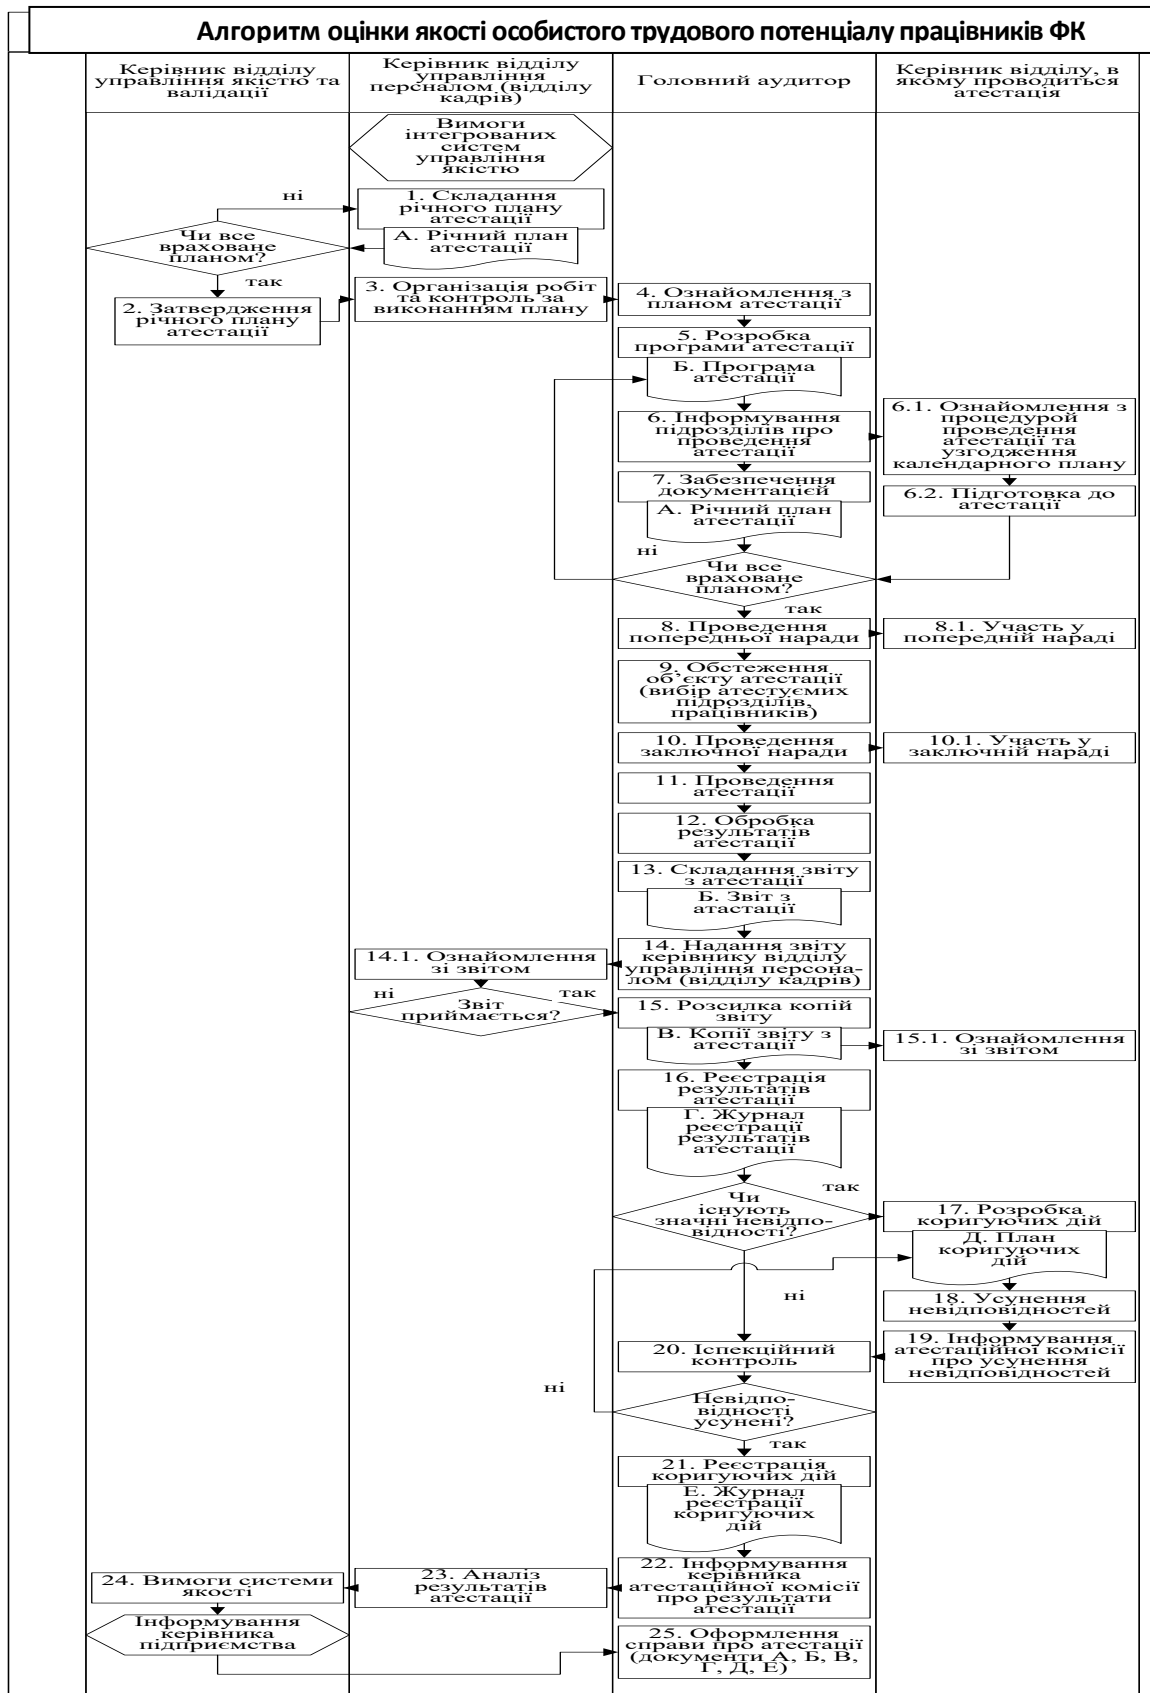 Алгоритм оцінки якості особистого трудового потенціалу працівників ФК
Керівник відділу
управління якістю та
валідації
Керівник відділу
управління
персналом (відділу
кадрів)
Головний аудитор
Керівник відділу, в
якому проводиться
атестація
Вимоги
інтегрованих
систем
управління
якістю
ні
1. Складання
річного плану
атестації
Чи все
враховане
планом?
А. Річний план
атестації
так
2. Затвердження
річного плану
атестації
3. Організація робіт
та контроль за
виконанням плану
4. Ознайомлення з
планом атестації
5. Розробка
програми атестації
Б. Програма
атестації
6. Інформування
підрозділів про
проведення
атестації
6.1. Ознайомлення з
процедурой
проведення
атестації та
узгодження
календарного плану
7. Забезпечення
документацієй
6.2. Підготовка до
атестації
А. Річний план
атестації
ні
Чи все
враховане
планом?
так
8. Проведення
попередньої наради
8.1. Участь у
попередній нараді
9. Обстеження
об’єкту атестації
(вибір атестуємих
підрозділів,
працівників)
10. Проведення
заключної наради
10.1. Участь у
заключній нараді
11. Проведення
атестації
12. Обробка
результатів
атестації
13. Складання звіту
з атестації
Б. Звіт з
атастації
14. Надання звіту
керівнику відділу
управління персона-
лом (відділу кадрів)
14.1. Ознайомлення
зі звітом
ні
так
Звіт
приймається?
15. Розсилка копій
звіту
В. Копії звіту з
атестації
15.1. Ознайомлення
зі звітом
16. Реєстрація
результатів
атестації
Г. Журнал
реєстрації
результатів
атестації
так
Чи
існують
значні невідпо-
відності?
17. Розробка
коригуючих дій
Д. План
коригуючих
дій
ні
18. Усунення
невідповідностей
19. Інформування
атестаційної комісії
про усунення
невідповідностей
20. Іспекційний
контроль
ні
Невідпо-
відності
усунені?
так
21. Реєстрація
коригуючих дій
Е. Журнал
реєстрації
коригуючих
дій
22. Інформування
керівника
атестаційної комісії
про результати
атестації
23. Аналіз
результатів
атестації
24. Вимоги системи
якості
Інформування
керівника
підприємства
25. Оформлення
справи про атестації
(документи А, Б, В,
Г, Д, Е)